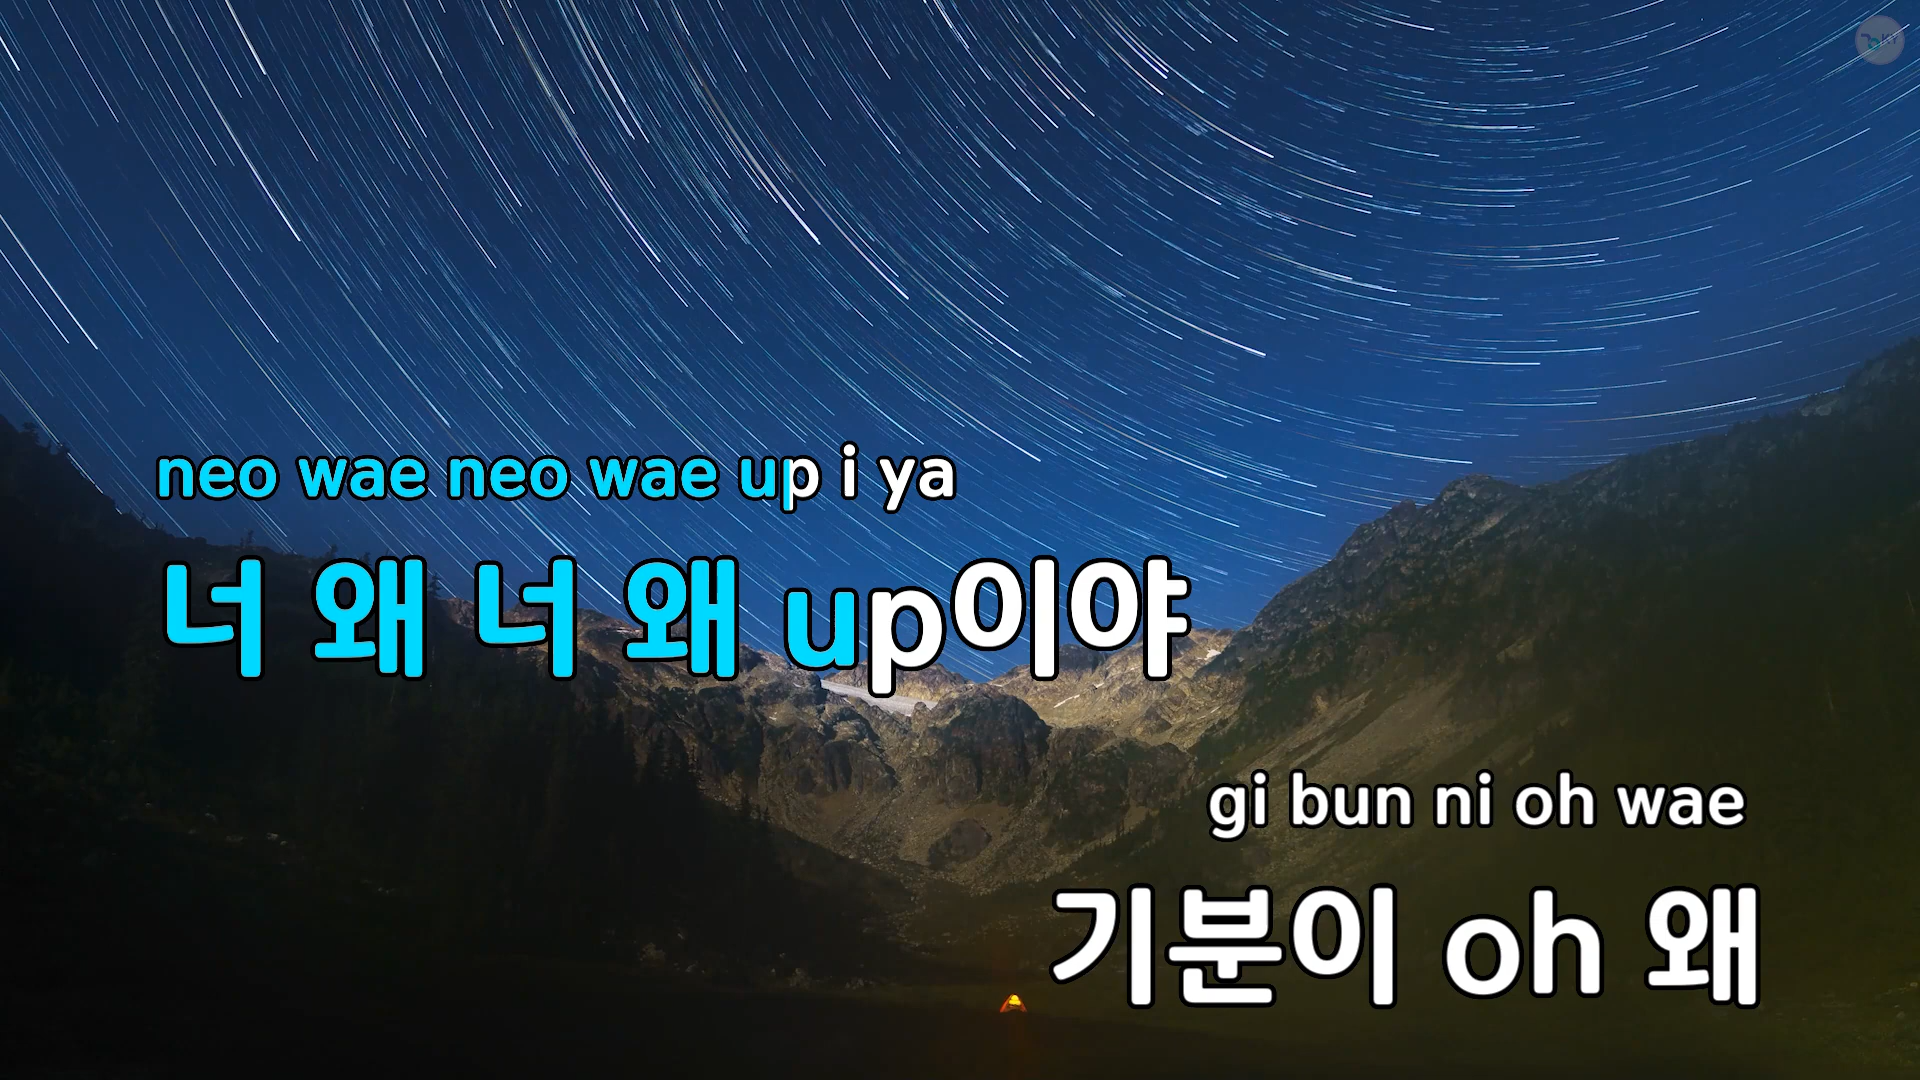 neo wae neo wae up i ya
너 왜 너 왜 up이야
gi bun ni oh wae
기분이 oh 왜